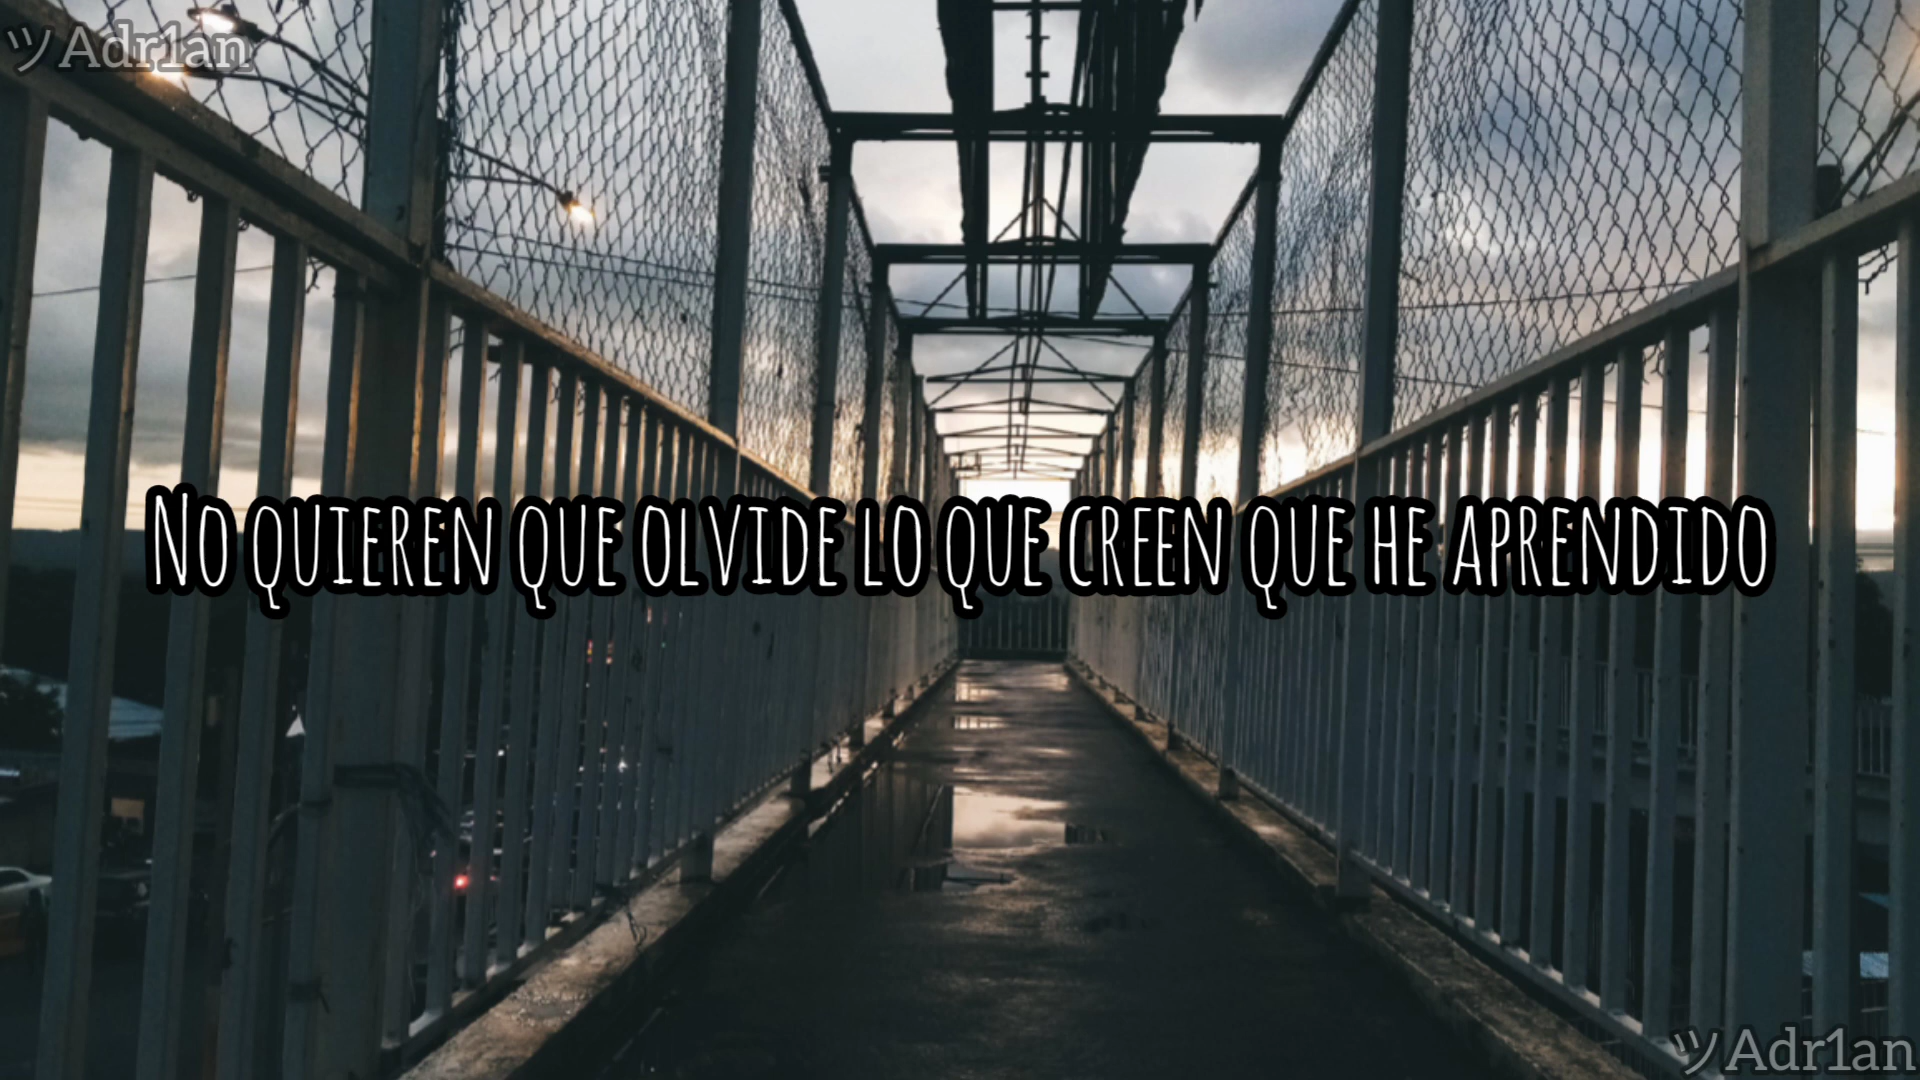 ツAdr1an
No quieren que olvide lo que creen que he aprendido
ツAdr1an